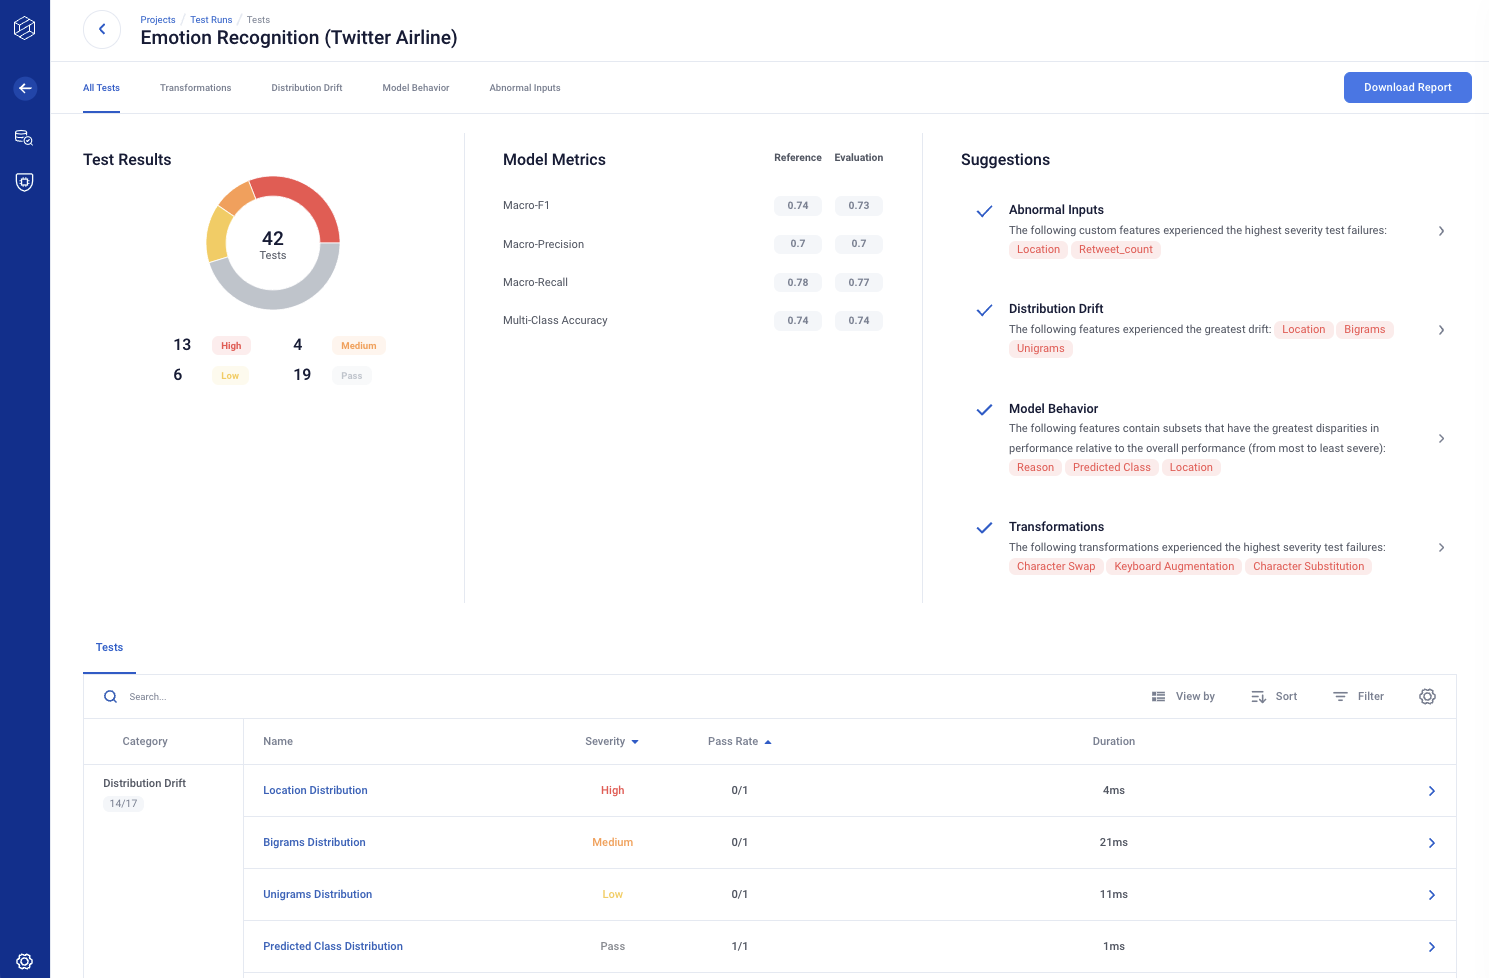 Projects / Test Runs / Tests
Emotion Recognition (Twitter Airline)
All Tests
Transformations
Distribution Drift
Model Behavior
Abnormal Inputs
Download Report
Test Results
42
Tests
13 High
4 Medium
6 Low
19 Pass
Model Metrics
Reference Evaluation
Macro-F1 0.74 0.73
Macro-Precision 0.7 0.7
Macro-Recall 0.78 0.77
Multi-Class Accuracy 0.74 0.74
Suggestions
Abnormal Inputs
The following custom features experienced the highest severity test failures:
Location Retweet_count
Distribution Drift
The following features experienced the greatest drift: Location Bigrams
Unigrams
Model Behavior
The following features contain subsets that have the greatest disparities in
performance relative to the overall performance (from most to least severe):
Reason Predicted Class Location
Transformations
The following transformations experienced the highest severity test failures:
Character Swap Keyboard Augmentation Character Substitution
Tests
Search...
View by
Sort
Filter
Category Name Severity Pass Rate Duration
Distribution Drift
14/17
Location Distribution High 0/1 4ms
Bigrams Distribution Medium 0/1 21ms
Unigrams Distribution Low 0/1 11ms
Predicted Class Distribution Pass 1/1 1ms